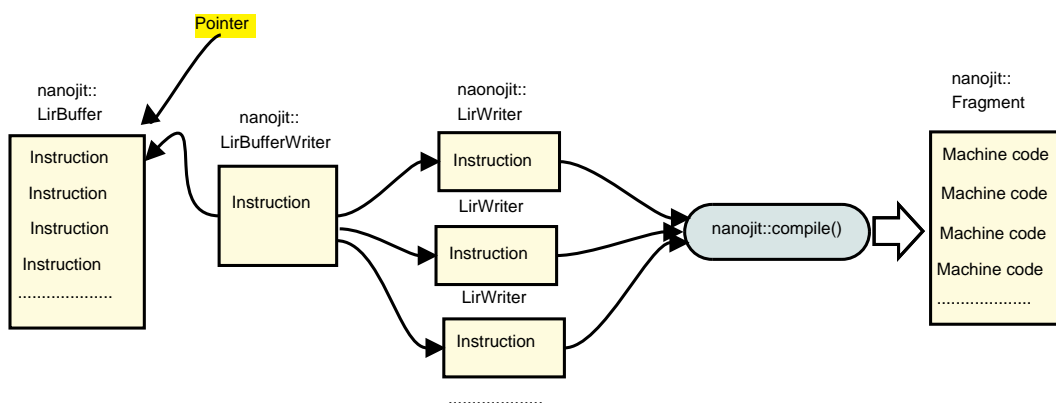 Pointer
nanojit::
LirBuffer
Instruction
Instruction
Instruction
Instruction
.....................
nanojit::
LirBufferWriter
Instruction
naonojit::
LirWriter
Instruction
LirWriter
Instruction
LirWriter
Instruction
.....................
nanojit::compile()
nanojit::
Fragment
Machine code
Machine code
Machine code
Machine code
.....................